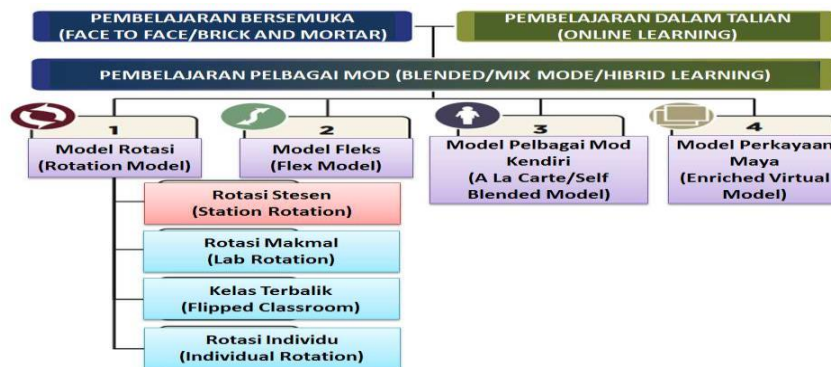 PEMBELAJARAN BERSEMUKA
(FACE TO FACE/BRICK AND MORTAR)
PEMBELAJARAN DALAM TALIAN
(ONLINE LEARNING)
PEMBELAJARAN PELBAGAI MOD (BLENDED/MIX MODE/HIBRID LEARNING)
1
Model Rotasi
(Rotation Model)
2
Model Fleks
(Flex Model)
3
Model Pelbagai Mod
Kendiri
(A La Carte/Self
Blended Model)
4
Model Perkayaan
Maya
(Enriched Virtual
Model)
Rotasi Stesen
(Station Rotation)
Rotasi Makmal
(Lab Rotation)
Kelas Terbalik
(Flipped Classroom)
Rotasi Individu
(Individual Rotation)